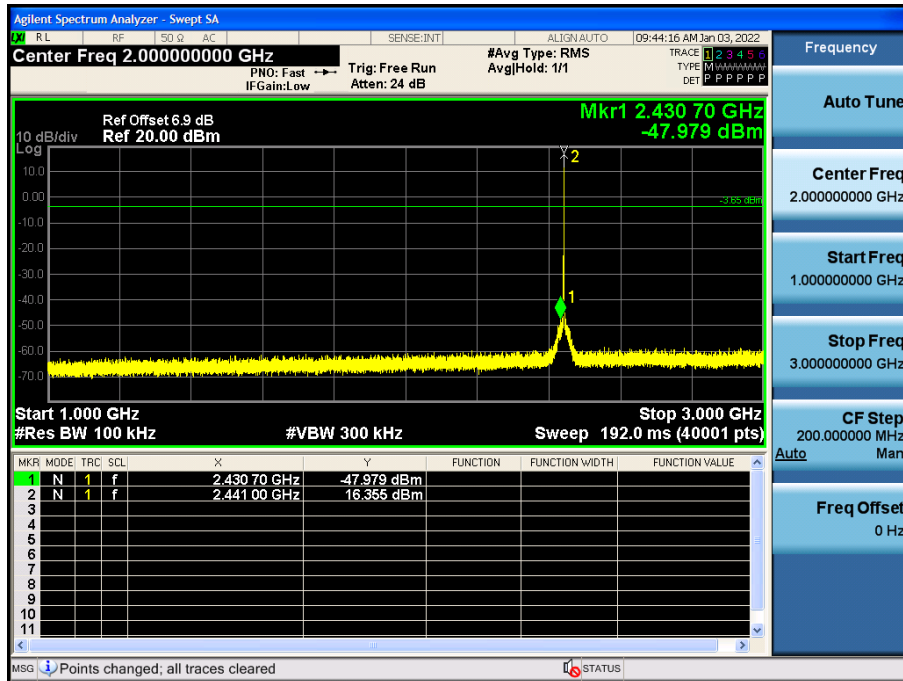 Agilent Spectrum Analyzer - Swept SA
LXI RL RF 50 Ω AC SENSE:INT ALIGN AUTO 09:44:16 AM Jan 03, 2022
Center Freq 2.000000000 GHz
PNO: Fast
IFGain:Low
Trig: Free Run
Atten: 24 dB
#Avg Type: RMS
Avg|Hold: 1/1
TRACE 1 2 3 4 5 6
TYPE M WWWWW
DET P P P P P P
Frequency
Auto Tune
Center Freq
2.000000000 GHz
Start Freq
1.000000000 GHz
Stop Freq
3.000000000 GHz
CF Step
200.000000 MHz
Auto Man
Freq Offset
0 Hz
Mkr1 2.430 70 GHz
-47.979 dBm
Ref Offset 6.9 dB
10 dB/div Ref 20.00 dBm
Log
10.0
0.00
-10.0
-20.0
-30.0
-40.0
-50.0
-60.0
-70.0
2
-3.65 dBm
1
Start 1.000 GHz Stop 3.000 GHz
#Res BW 100 kHz #VBW 300 kHz Sweep 192.0 ms (40001 pts)
MKR MODE TRC SCL X Y FUNCTION FUNCTION WIDTH FUNCTION VALUE
1 N 1 f 2.430 70 GHz -47.979 dBm
2 N 1 f 2.441 00 GHz 16.355 dBm
3
4
5
6
7
8
9
10
11
MSG Points changed; all traces cleared STATUS